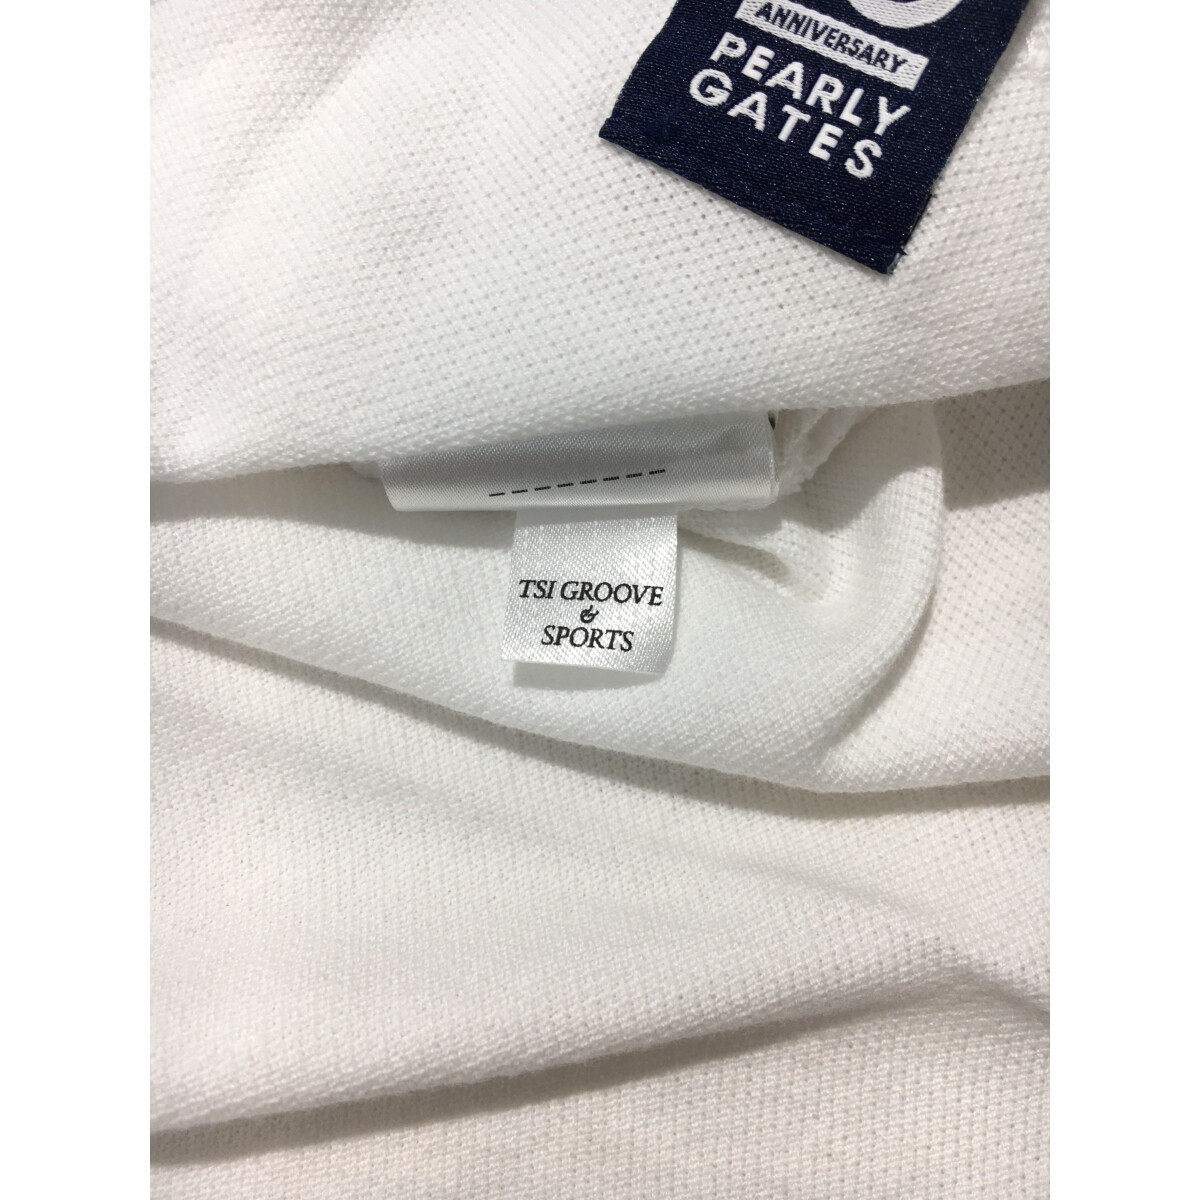 ANNIVERSARY
PEARLY
GATES
TSI GROOVE
&
SPORTS